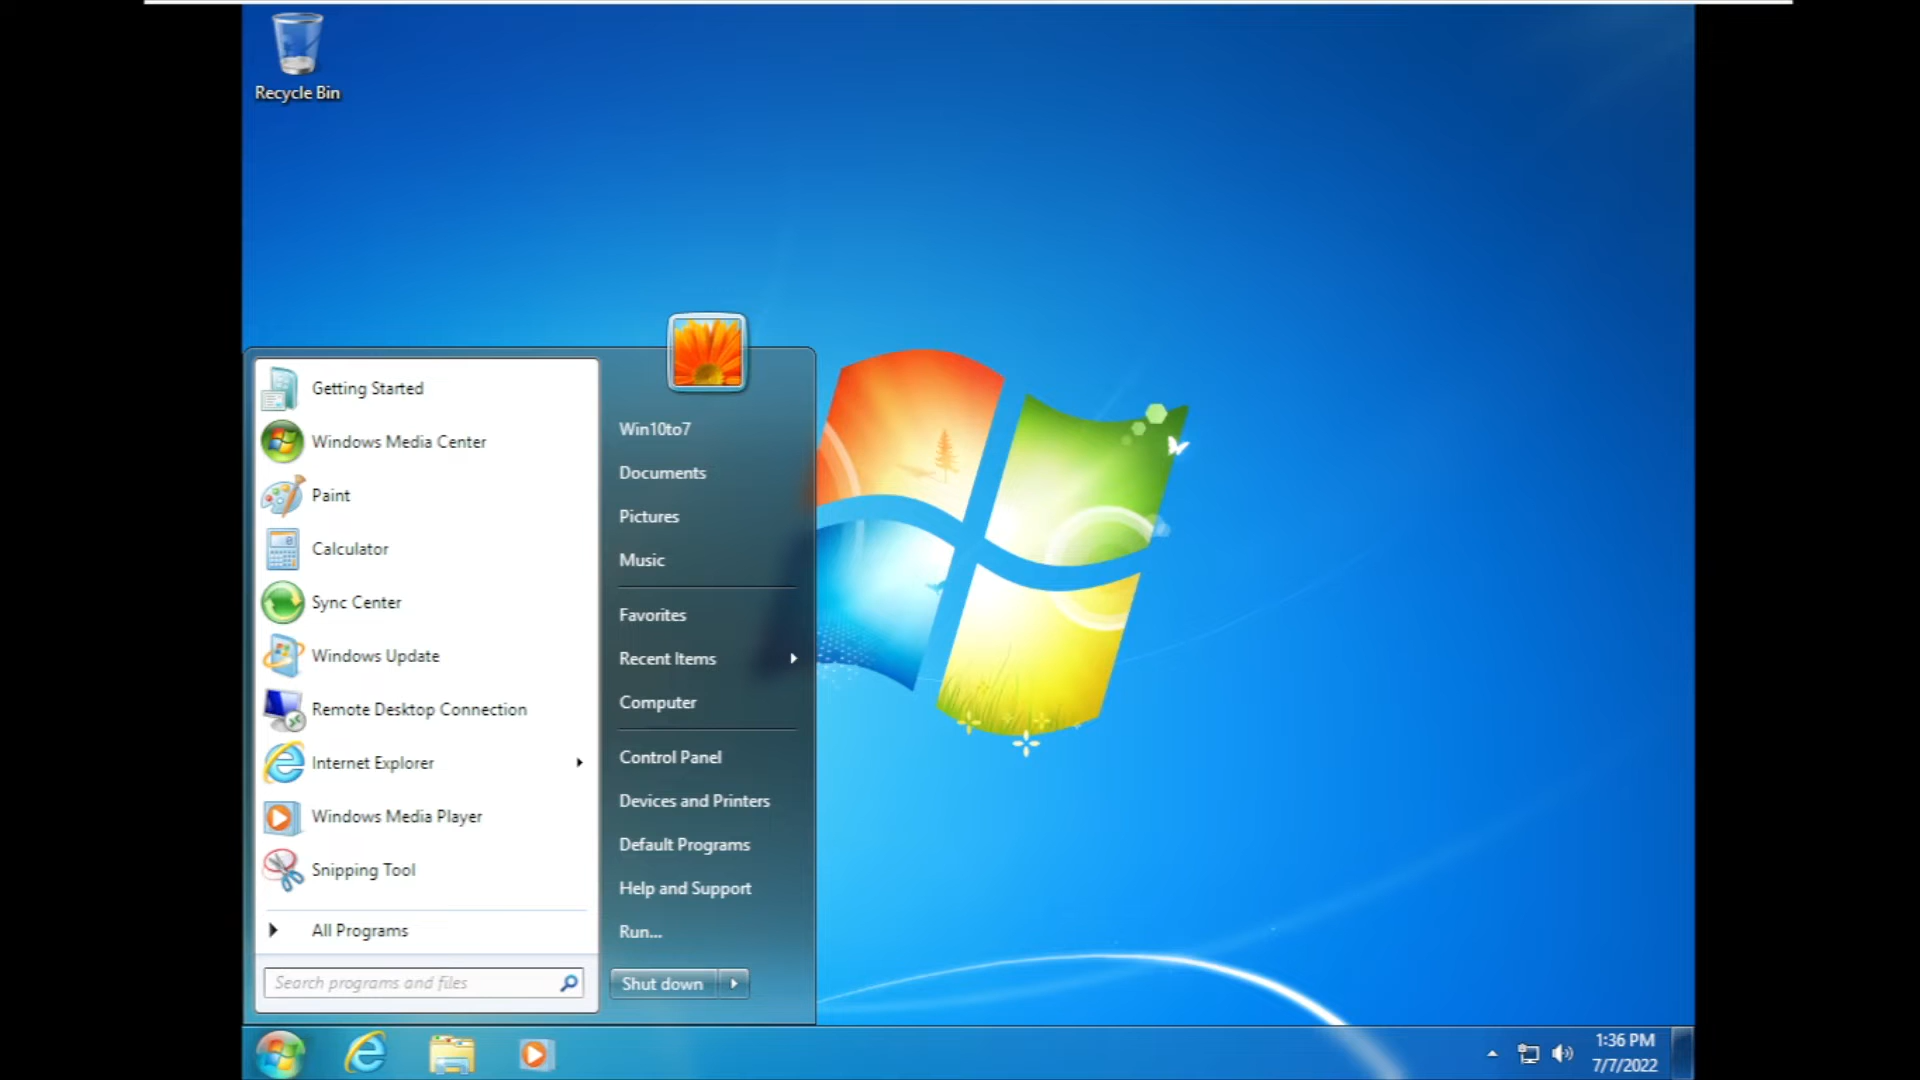 Recycle Bin
Getting Started
Windows Media Center
Paint
Calculator
Sync Center
Windows Update
Remote Desktop Connection
Internet Explorer
Windows Media Player
Snipping Tool
All Programs
Search programs and files
Win10to7
Documents
Pictures
Music
Favorites
Recent Items
Computer
Control Panel
Devices and Printers
Default Programs
Help and Support
Run...
Shut down
1:36 PM
7/7/2022